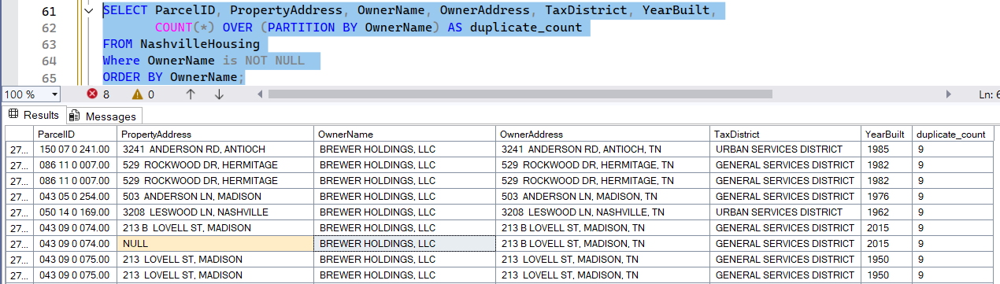 61 SELECT ParcelID, PropertyAddress, OwnerName, OwnerAddress, TaxDistrict, YearBuilt,
62 COUNT(*) OVER (PARTITION BY OwnerName) AS duplicate_count
63 FROM NashvilleHousing
64 Where OwnerName is NOT NULL
65 ORDER BY OwnerName;
100 % 8 0 Ln: 6
Results Messages
ParcelID PropertyAddress OwnerName OwnerAddress TaxDistrict YearBuilt duplicate_count
27... 150 07 0 241.00 3241 ANDERSON RD, ANTIOCH BREWER HOLDINGS, LLC 3241 ANDERSON RD, ANTIOCH, TN URBAN SERVICES DISTRICT 1985 9
27... 086 11 0 007.00 529 ROCKWOOD DR, HERMITAGE BREWER HOLDINGS, LLC 529 ROCKWOOD DR, HERMITAGE, TN GENERAL SERVICES DISTRICT 1982 9
27... 086 11 0 007.00 529 ROCKWOOD DR, HERMITAGE BREWER HOLDINGS, LLC 529 ROCKWOOD DR, HERMITAGE, TN GENERAL SERVICES DISTRICT 1982 9
27... 043 05 0 254.00 503 ANDERSON LN, MADISON BREWER HOLDINGS, LLC 503 ANDERSON LN, MADISON, TN GENERAL SERVICES DISTRICT 1976 9
27... 050 14 0 169.00 3208 LESWOOD LN, NASHVILLE BREWER HOLDINGS, LLC 3208 LESWOOD LN, NASHVILLE, TN URBAN SERVICES DISTRICT 1962 9
27... 043 09 0 074.00 213 B LOVELL ST, MADISON BREWER HOLDINGS, LLC 213 B LOVELL ST, MADISON, TN GENERAL SERVICES DISTRICT 2015 9
27... 043 09 0 074.00 NULL BREWER HOLDINGS, LLC 213 B LOVELL ST, MADISON, TN GENERAL SERVICES DISTRICT 2015 9
27... 043 09 0 075.00 213 LOVELL ST, MADISON BREWER HOLDINGS, LLC 213 LOVELL ST, MADISON, TN GENERAL SERVICES DISTRICT 1950 9
27... 043 09 0 075.00 213 LOVELL ST, MADISON BREWER HOLDINGS, LLC 213 LOVELL ST, MADISON, TN GENERAL SERVICES DISTRICT 1950 9